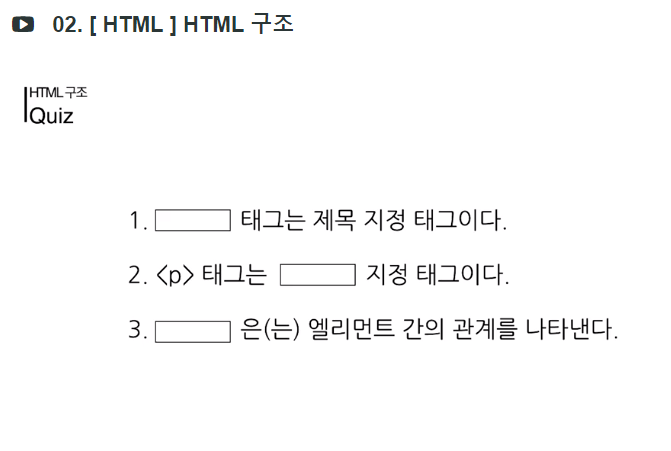 02. [ HTML ] HTML 구조
HTML 구조
Quiz
1. 태그는 제목 지정 태그이다.
2. <p> 태그는 지정 태그이다.
3. 은(는) 엘리먼트 간의 관계를 나타낸다.